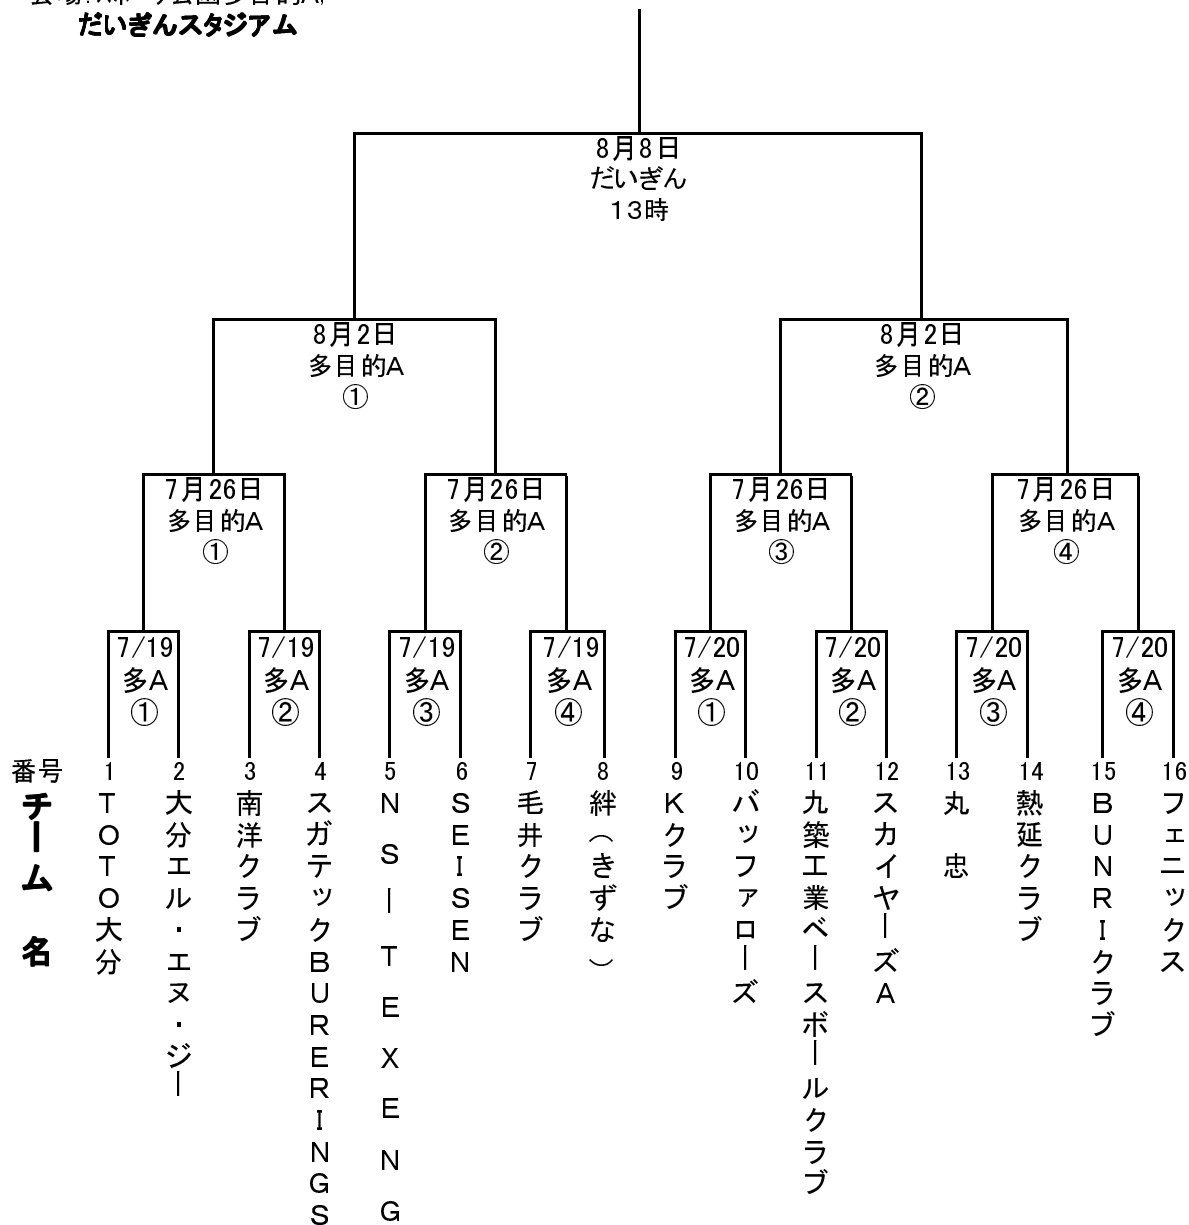 だいぎんスタジアム
8月8日
だいぎん
13時
8月2日
多目的A
①
8月2日
多目的A
②
7月26日
多目的A
①
7月26日
多目的A
②
7月26日
多目的A
③
7月26日
多目的A
④
7/19
多A
①
7/19
多A
②
7/19
多A
③
7/19
多A
④
7/20
多A
①
7/20
多A
②
7/20
多A
③
7/20
多A
④
番号 1 2 3 4 5 6 7 8 9 10 11 12 13 14 15 16
チーム 名
TOTO大分
大分エル・エヌ・ジー
南洋クラブ
スガテックBURERINGS
NSーTEXENG
SEISEN
毛井クラブ
絆(きずな)
Kクラブ
バッファローズ
九築工業ベースボールクラブ
スカイヤーズA
丸 忠
熱延クラブ
BUNRIクラブ
フェニックス